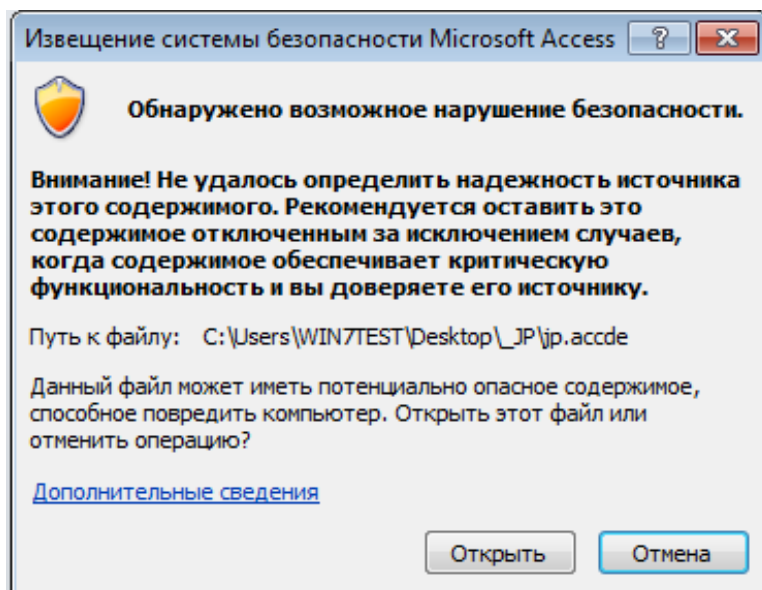 Извещение системы безопасности Microsoft Access
Обнаружено возможное нарушение безопасности.
Внимание! Не удалось определить надежность источника
этого содержимого. Рекомендуется оставить это
содержимое отключенным за исключением случаев,
когда содержимое обеспечивает критическую
функциональность и вы доверяете его источнику.
Путь к файлу: C:\Users\WIN7TEST\Desktop\_JP\jp.accde
Данный файл может иметь потенциально опасное содержимое,
способное повредить компьютер. Открыть этот файл или
отменить операцию?
Дополнительные сведения
Открыть Отмена